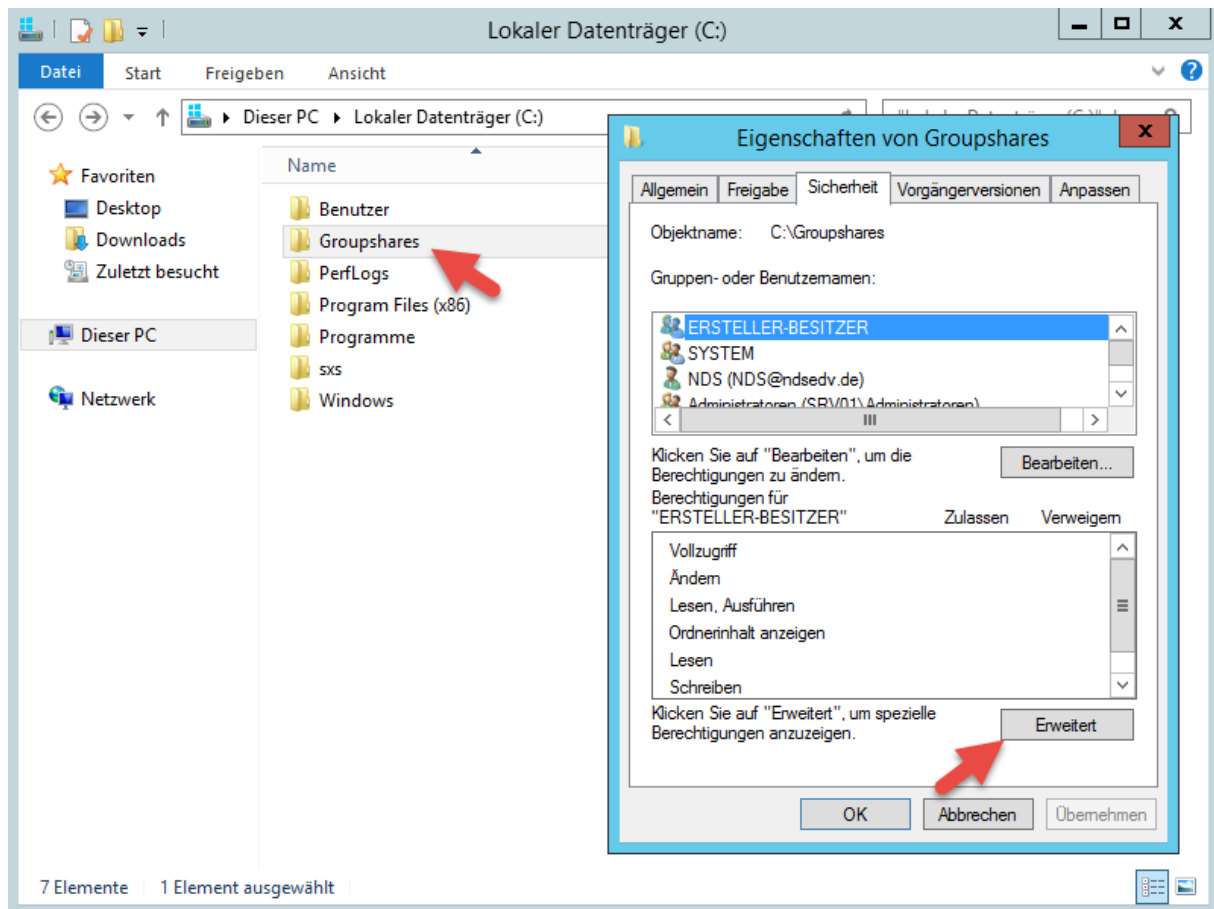 Lokaler Datenträger (C:)
Datei Start Freigeben Ansicht
Dieser PC Lokaler Datenträger (C:)
Favoriten
Desktop
Downloads
Zuletzt besucht
Dieser PC
Netzwerk
Name
Benutzer
Groupshares
PerfLogs
Program Files (x86)
Programme
sxs
Windows
Eigenschaften von Groupshares
Allgemein Freigabe Sicherheit Vorgängerversionen Anpassen
Objektname: C:\Groupshares
Gruppen- oder Benutzernamen:
ERSTELLER-BESITZER
SYSTEM
NDS (NDS@ndsedv.de)
Administratoren (SRV01\Administratoren)
Klicken Sie auf "Bearbeiten", um die
Berechtigungen zu ändern.
Bearbeiten...
Berechtigungen für
"ERSTELLER-BESITZER" Zulassen Verweigern
Vollzugriff
Ändern
Lesen, Ausführen
Ordnerinhalt anzeigen
Lesen
Schreiben
Klicken Sie auf "Erweitert", um spezielle
Berechtigungen anzuzeigen.
Erweitert
OK Abbrechen Übernehmen
7 Elemente 1 Element ausgewählt